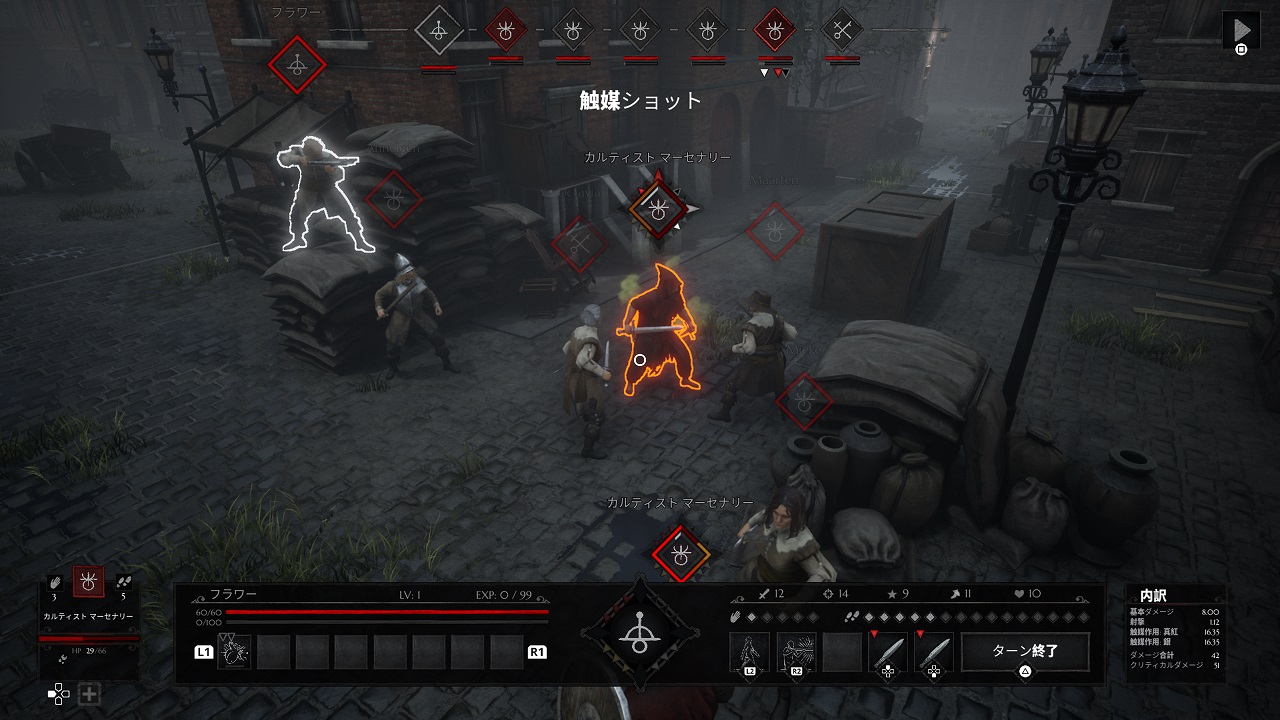 フラワー
触媒ショット
カルティスト マーセナリー
Maarten
カルティスト マーセナリー
3
5
カルティスト マーセナリー
HP 29/66
フラワー
LV: 1
EXP: 0 / 99
60/60
0/100
12
14
9
11
10
L1
R1
L2
R2
ターン終了
内訳
基本ダメージ 8.00
射撃 1.12
触媒作用: 真紅 16.35
触媒作用: 銀 16.35
ダメージ合計 42
クリティカルダメージ 51